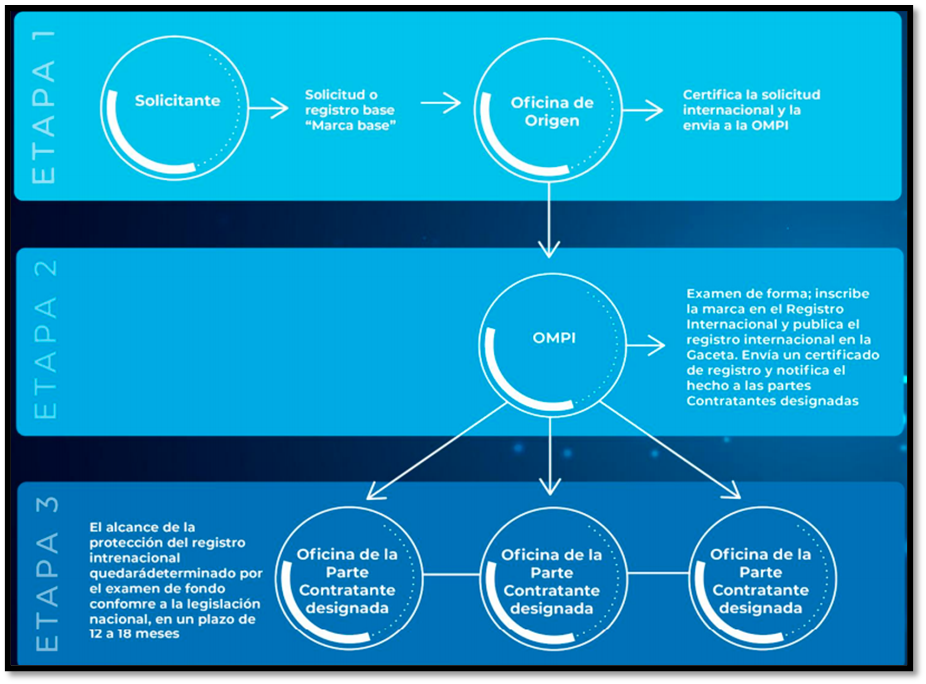 ETAPA 1
Solicitante
Solicitud o
registro base
“Marca base”
Oficina de
Origen
Certifica la solicitud
internacional y la
envia a la OMPI
ETAPA 2
OMPI
Examen de forma; inscribe
la marca en el Registro
Internacional y publica el
registro internacional en la
Gaceta. Envía un certificado
de registro y notifica el
hecho a las partes
Contratantes designadas
ETAPA 3
El alcance de la
protección del registro
intrenacional
quedarádeterminado por
el examen de fondo
confomre a la legislación
nacional, en un plazo de
12 a 18 meses
Oficina de la
Parte
Contratante
designada
Oficina de la
Parte
Contratante
designada
Oficina de la
Parte
Contratante
designada